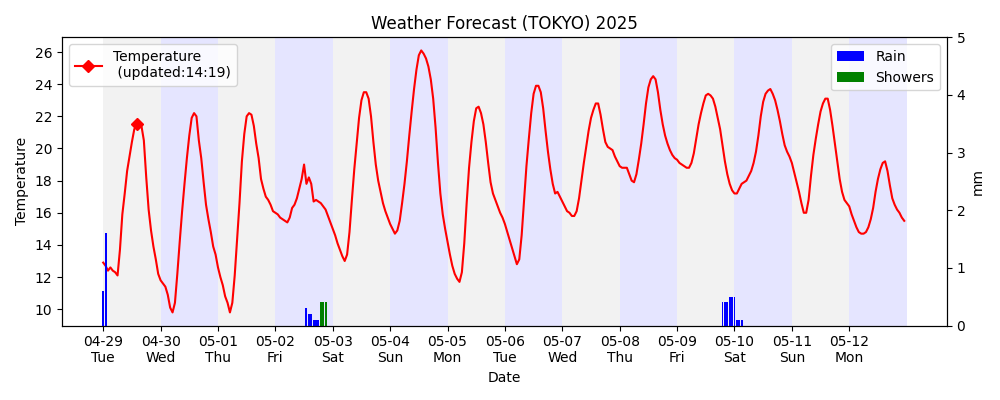 Weather Forecast (TOKYO) 2025
Temperature
(updated:14:19)
Rain
Showers
Temperature
26
24
22
20
18
16
14
12
10
5
4
3
2
1
0
mm
04-29 04-30 05-01 05-02 05-03 05-04 05-05 05-06 05-07 05-08 05-09 05-10 05-11 05-12
Tue Wed Thu Fri Sat Sun Mon Tue Wed Thu Fri Sat Sun Mon
Date